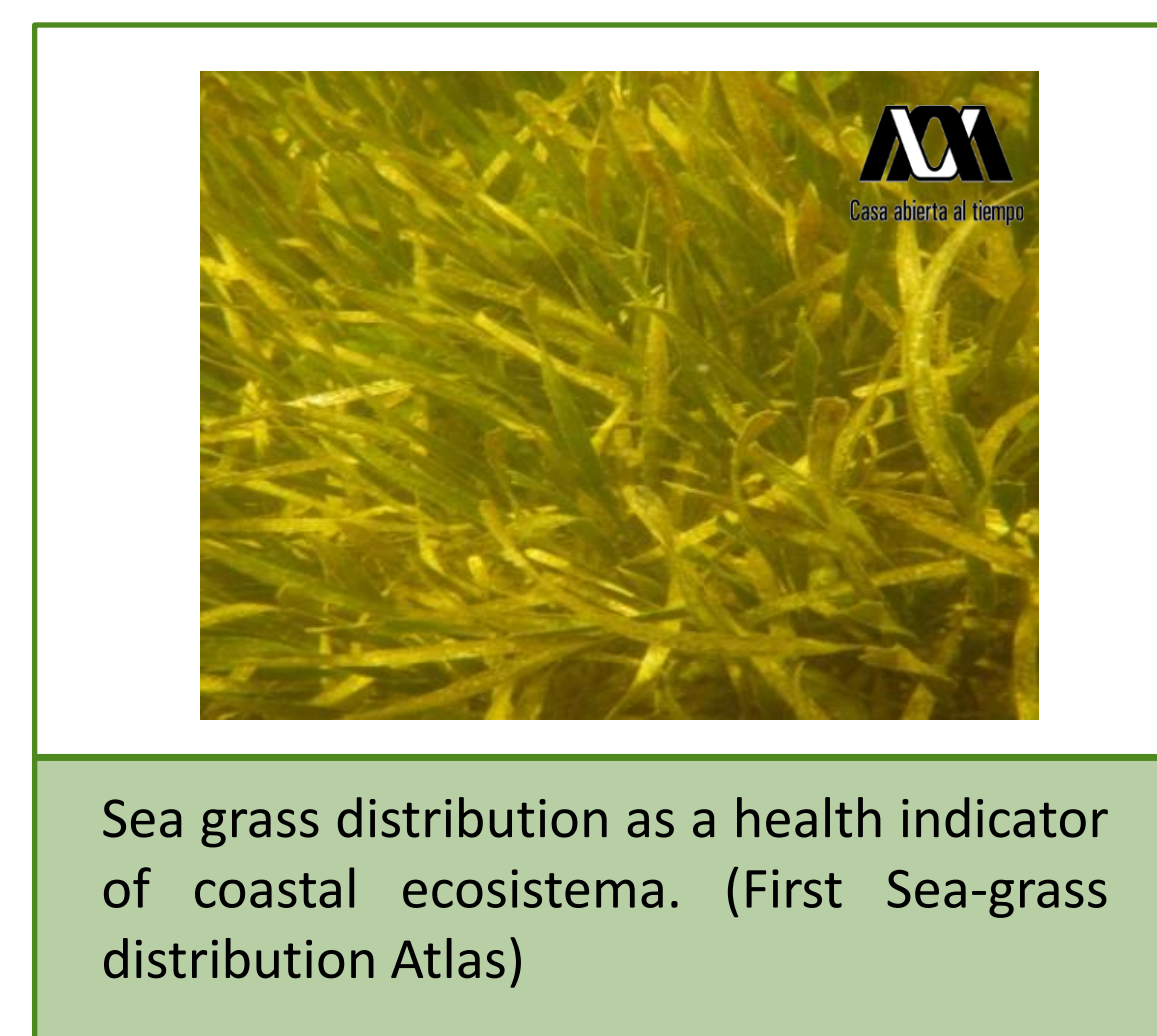 Casa abierta al tiempo
Sea grass distribution as a health indicator
of coastal ecosistema. (First Sea-grass
distribution Atlas)